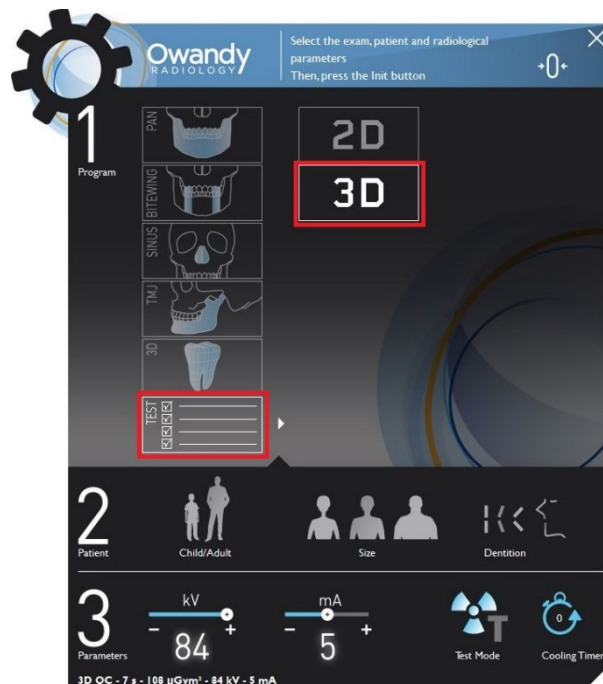 Owandy
RADIOLOGY
Select the exam, patient and radiological
parameters
Then, press the Init button
→0←
X
1
Program
PAN
BITEWING
SINUS
TMJ
3D
TEST
2D
3D
2
Patient
Child/Adult
Size
Dentition
3
Parameters
kV
- +
84
mA
- +
5
T
Test Mode
0
Cooling Timer
3D OC - 7 s - 108 µGym² - 84 kV - 5 mA